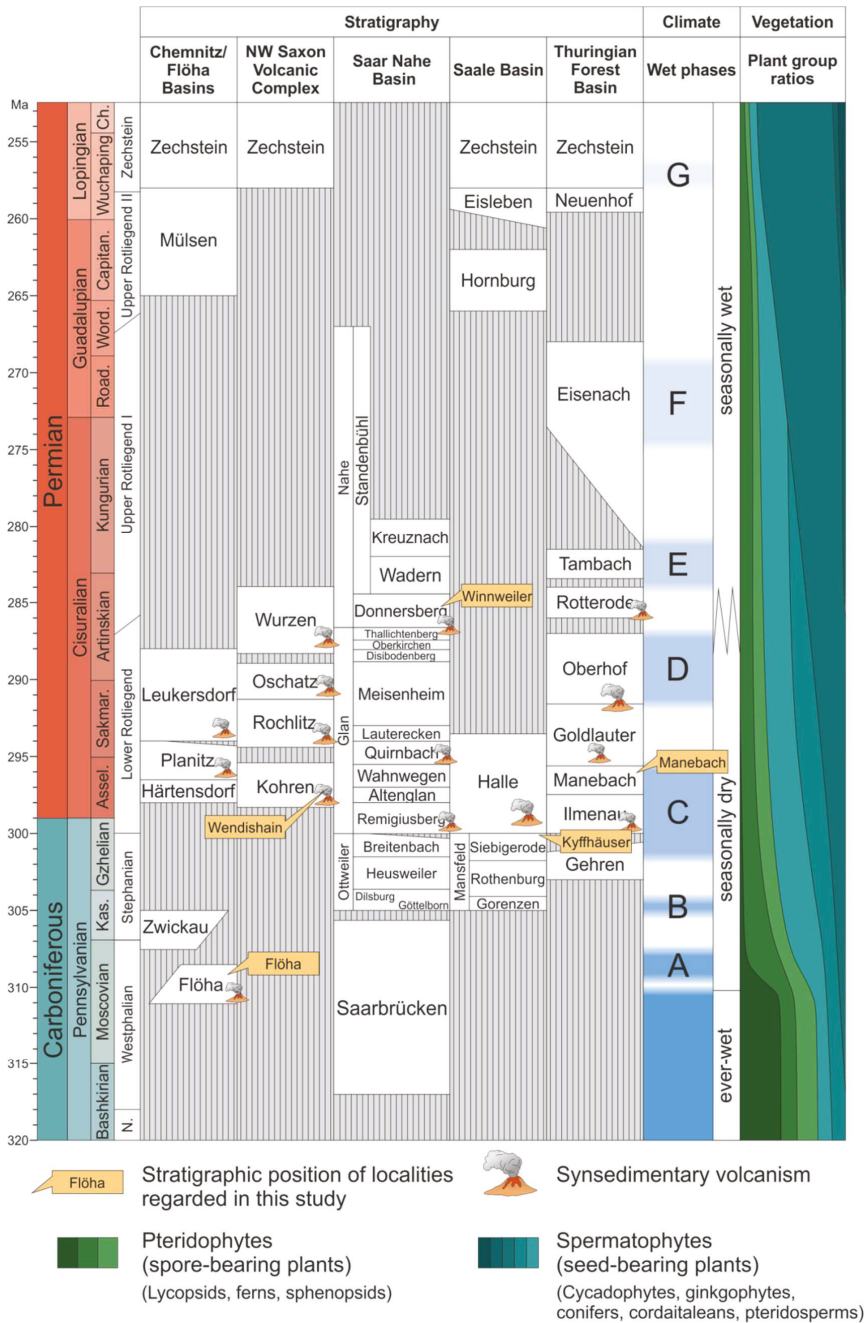 Stratigraphy
Climate
Vegetation
Chemnitz/
Flöha
Basins
NW Saxon
Volcanic
Complex
Saar Nahe
Basin
Saale Basin
Thuringian
Forest
Basin
Wet phases
Plant group
ratios
Ma
255
260
265
270
275
280
285
290
295
300
305
310
315
320
Permian
Carboniferous
Lopingian
Guadalupian
Cisuralian
Pennsylvanian
Ch.
Wuchaping
Capitan.
Word.
Road.
Kungurian
Artinskian
Sakmar.
Assel.
Gzhelian
Kas.
Moscovian
Bashkirian
Zechstein
Upper Rotliegend II
Upper Rotliegend I
Lower Rotliegend
Stephanian
Westphalian
N.
Zechstein
Mülsen
Leukersdorf
Planitz
Härtensdorf
Zwickau
Flöha
Zechstein
Wurzen
Oschatz
Rochlitz
Kohren
Wendishain
Flöha
Nahe
Standenbühl
Kreuznach
Wadern
Donnersberg
Winnweiler
Thallichtenberg
Oberkirchen
Disibodenberg
Glan
Meisenheim
Lauterecken
Quirnbach
Wahnwegen
Altenglan
Remigiusberg
Ottweiler
Breitenbach
Heusweiler
Dilsburg
Göttelborn
Saarbrücken
Zechstein
Eisleben
Hornburg
Halle
Kyffhäuser
Mansfeld
Siebigerode
Rothenburg
Gorenzen
Zechstein
Neuenhof
Eisenach
Tambach
Rotterode
Oberhof
Goldlauter
Manebach
Manebach
Ilmenau
Gehren
G
F
E
D
C
B
A
seasonally wet
seasonally dry
ever-wet
Flöha
Stratigraphic position of localities
regarded in this study
Synsedimentary volcanism
Pteridophytes
(spore-bearing plants)
(Lycopsids, ferns, sphenopsids)
Spermatophytes
(seed-bearing plants)
(Cycadophytes, ginkgophytes,
conifers, cordaitaleans, pteridosperms)